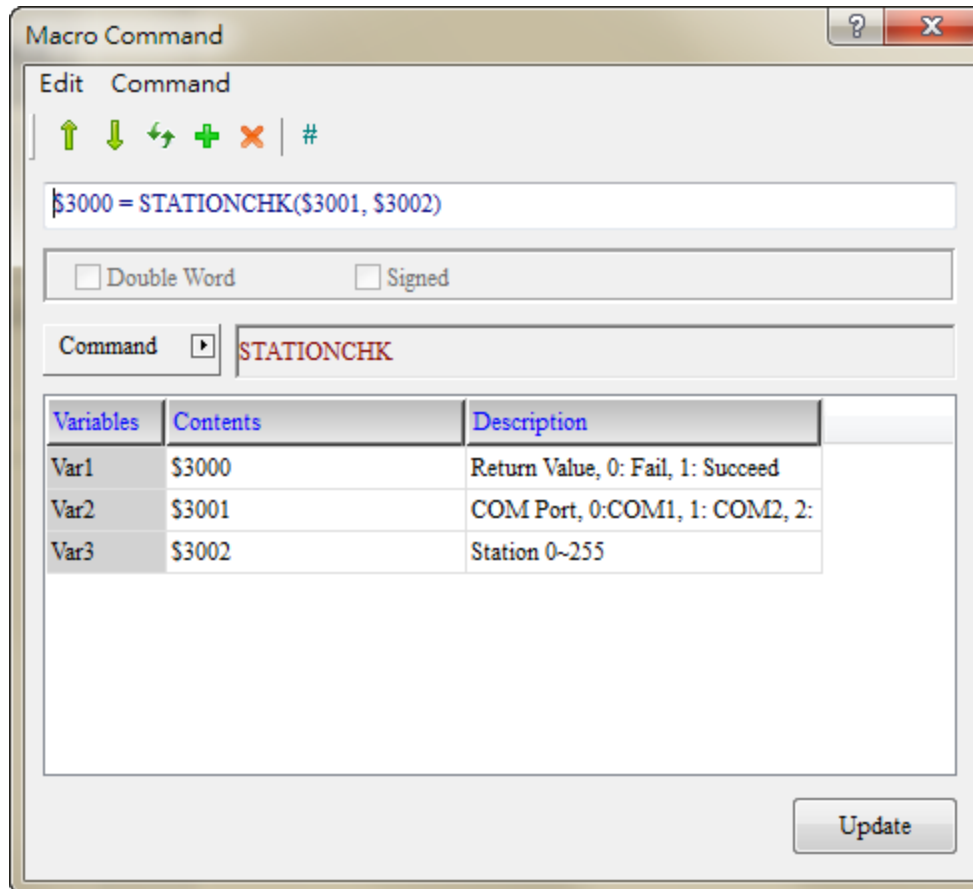 Macro Command
Edit Command
#
$3000 = STATIONCHK($3001, $3002)
Double Word Signed
Command STATIONCHK
Variables Contents Description
Var1 $3000 Return Value, 0: Fail, 1: Succeed
Var2 $3001 COM Port, 0:COM1, 1: COM2, 2:
Var3 $3002 Station 0~255
Update